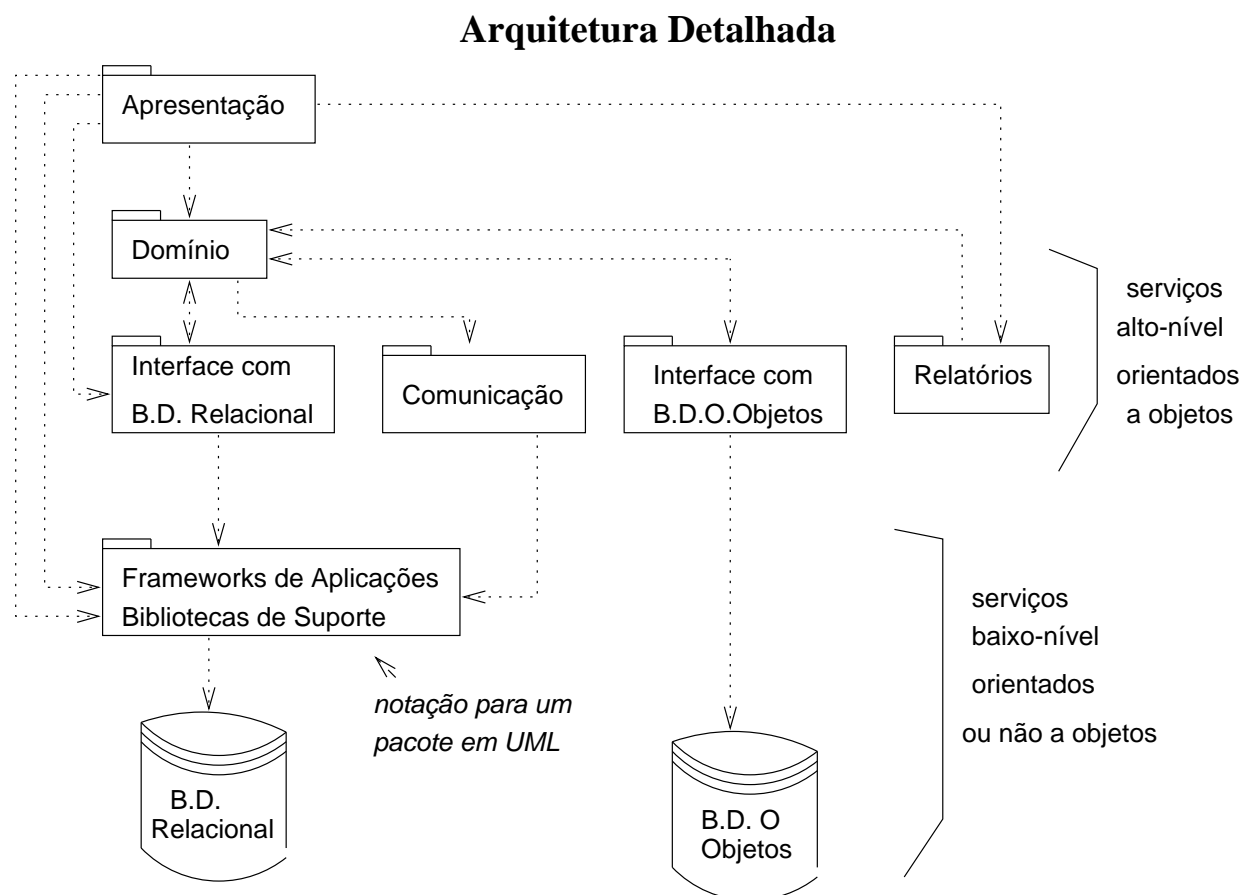 Arquitetura Detalhada
Apresentação
Domínio
serviços
alto-nível
orientados
a objetos
Interface com
B.D. Relacional
Comunicação
Interface com
B.D.O.Objetos
Relatórios
Frameworks de Aplicações
Bibliotecas de Suporte
serviços
baixo-nível
orientados
ou não a objetos
notação para um
pacote em UML
B.D.
Relacional
B.D. O
Objetos